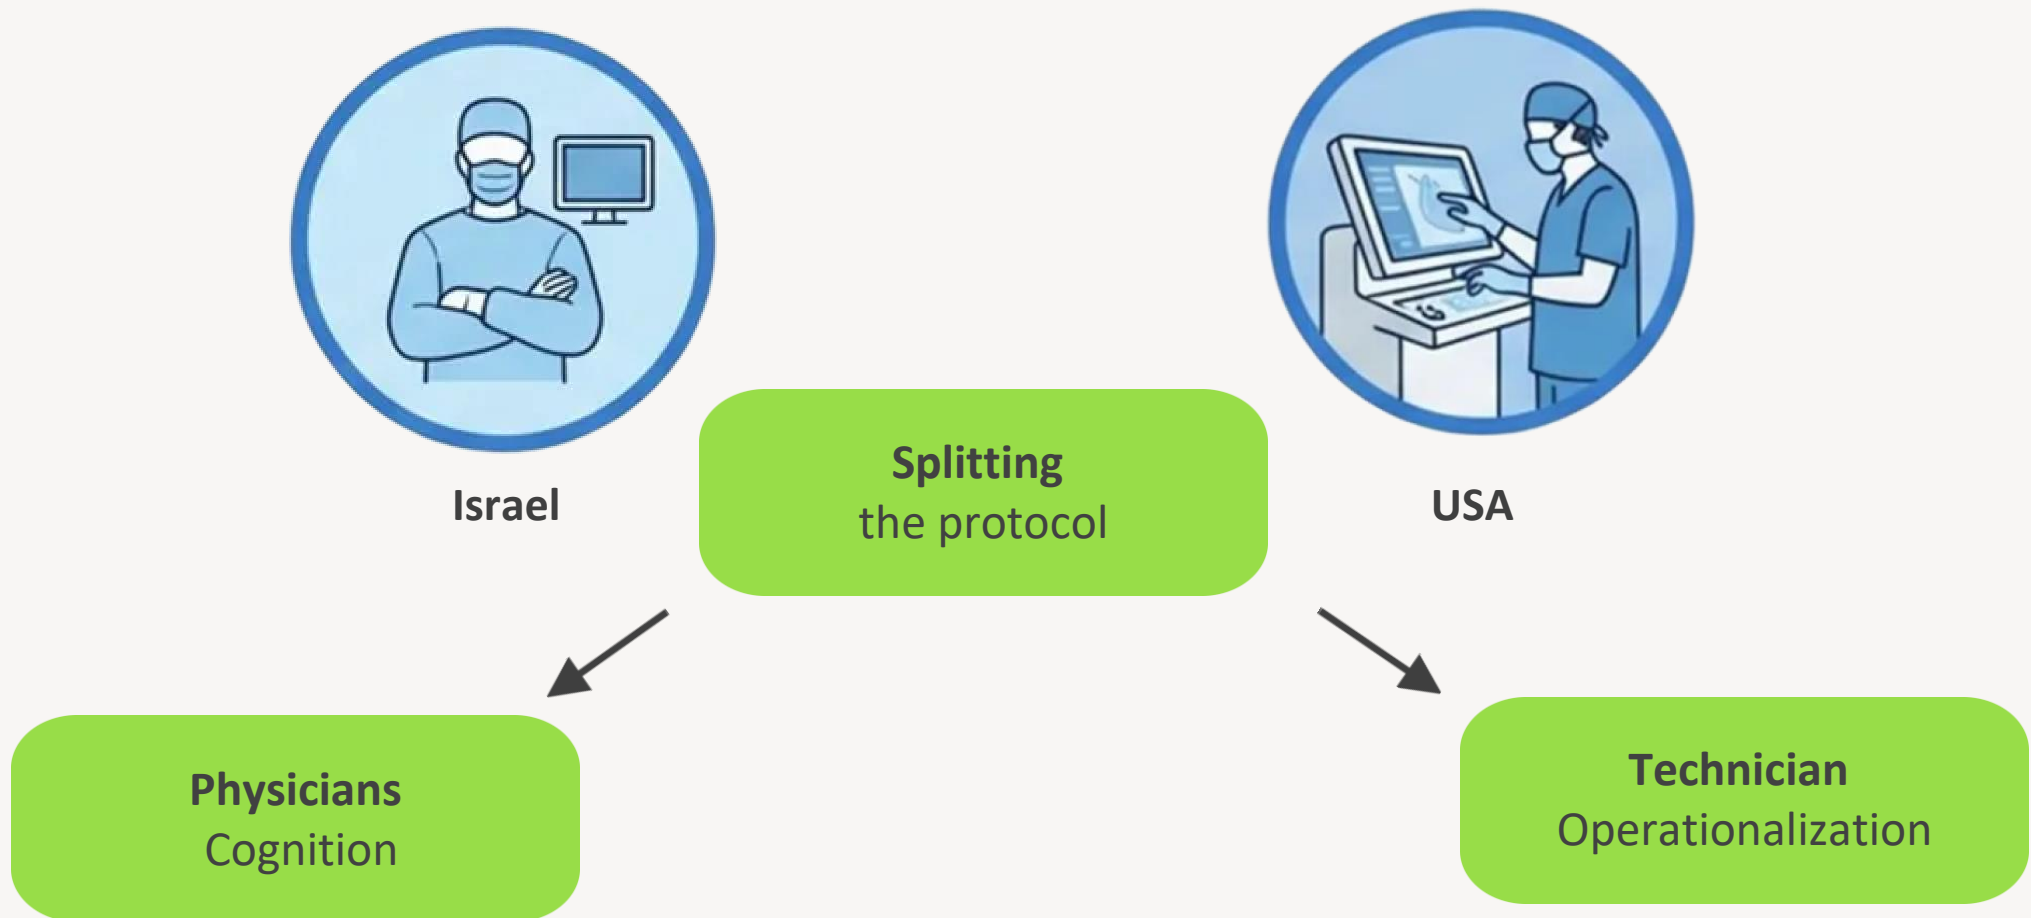 Israel
USA
Splitting
the protocol
Physicians
Cognition
Technician
Operationalization